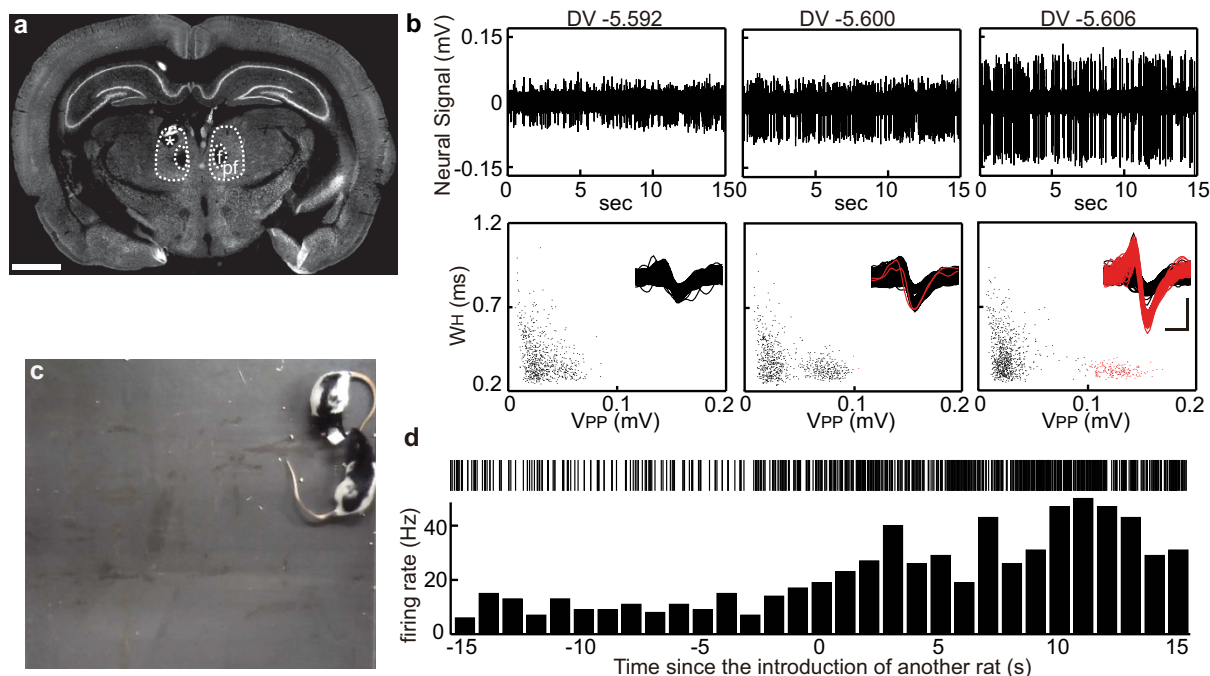 a
*
f
pf
b
DV -5.592
DV -5.600
DV -5.606
Neural Signal (mV)
0.15
0
-0.15
0 5 10 15
0 5 10 15
0 5 10 15
sec
sec
sec
WH (ms)
1.2
0.7
0.2
0 0.1 0.2
0 0.1 0.2
0 0.1 0.2
VPP (mV)
VPP (mV)
VPP (mV)
c
d
firing rate (Hz)
40
20
0
-15 -10 -5 0 5 10 15
Time since the introduction of another rat (s)